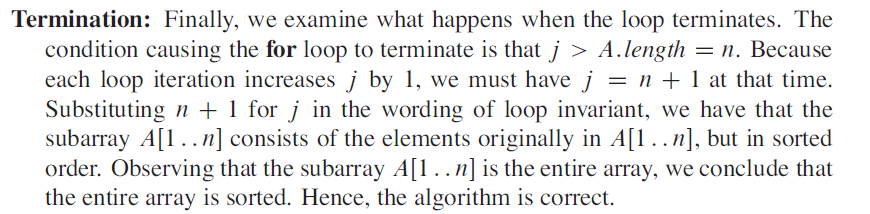 Termination: Finally, we examine what happens when the loop terminates. The
condition causing the for loop to terminate is that j > A.length = n. Because
each loop iteration increases j by 1, we must have j = n + 1 at that time.
Substituting n + 1 for j in the wording of loop invariant, we have that the
subarray A[1..n] consists of the elements originally in A[1..n], but in sorted
order. Observing that the subarray A[1..n] is the entire array, we conclude that
the entire array is sorted. Hence, the algorithm is correct.